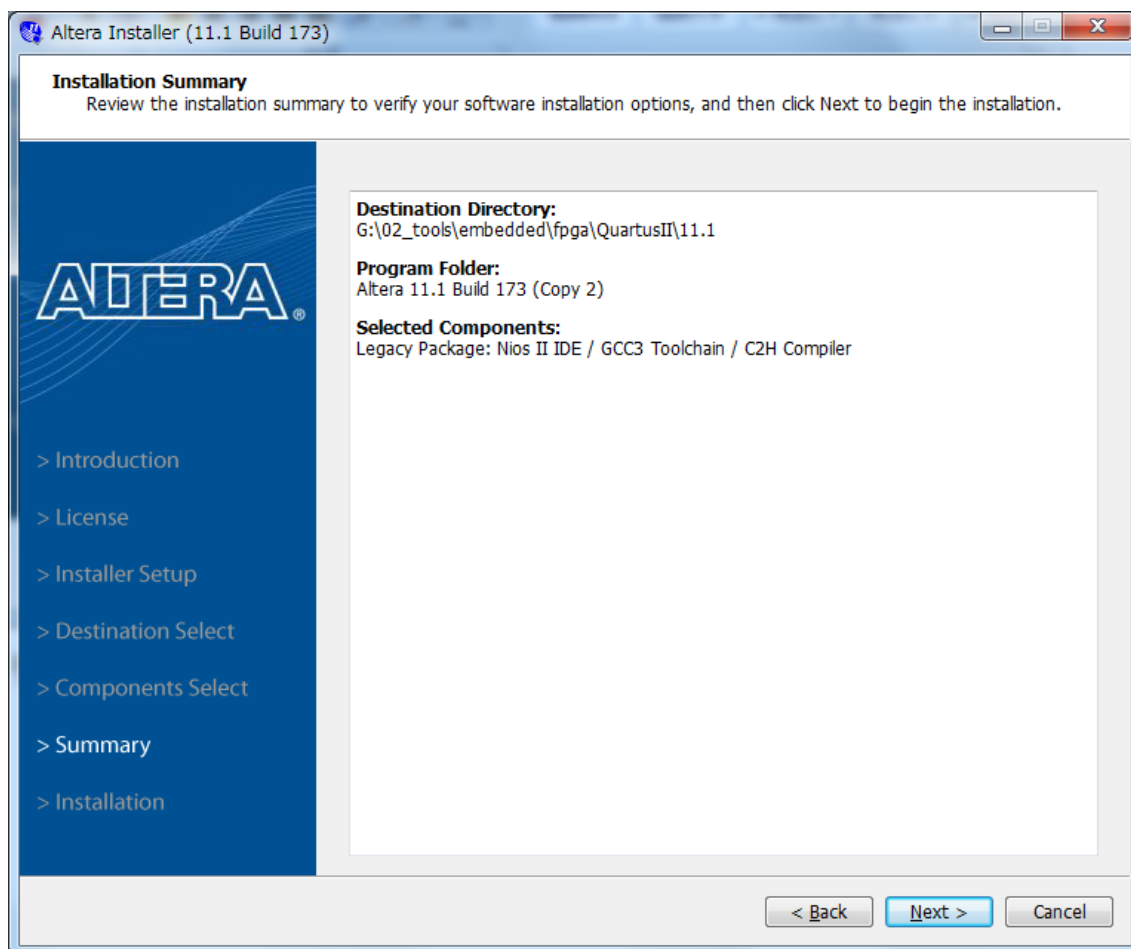 Altera Installer (11.1 Build 173)
Installation Summary
Review the installation summary to verify your software installation options, and then click Next to begin the installation.
ALTERA®
> Introduction
> License
> Installer Setup
> Destination Select
> Components Select
> Summary
> Installation
Destination Directory:
G:\02_tools\embedded\fpga\QuartusII\11.1
Program Folder:
Altera 11.1 Build 173 (Copy 2)
Selected Components:
Legacy Package: Nios II IDE / GCC3 Toolchain / C2H Compiler
< Back
Next >
Cancel